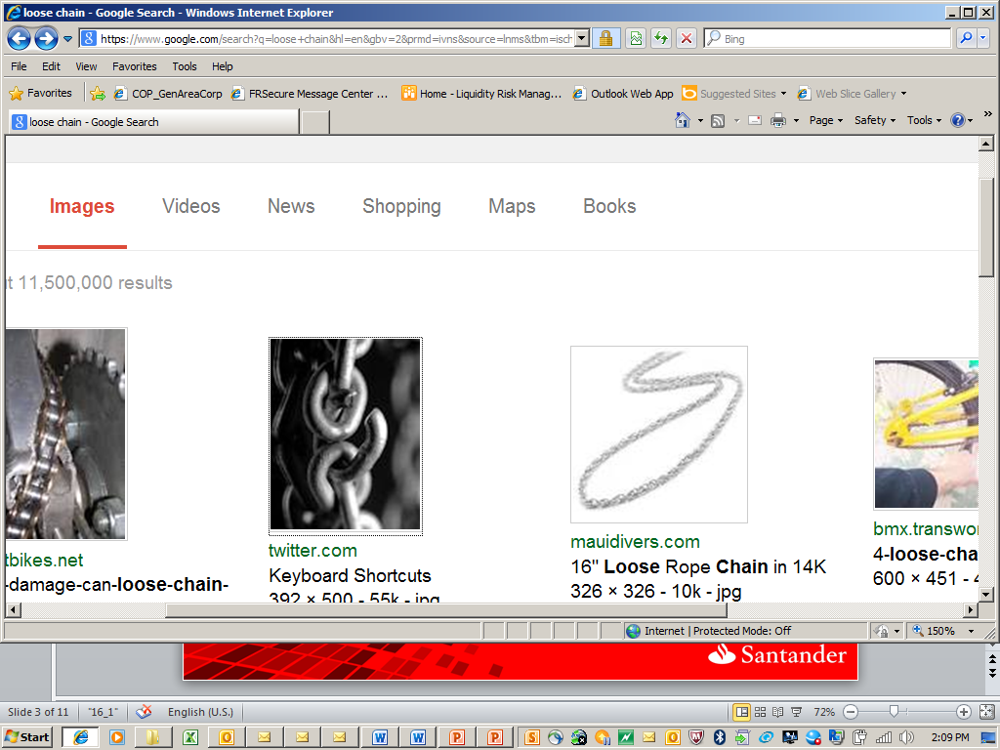 loose chain - Google Search - Windows Internet Explorer
https://www.google.com/search?q=loose+chain&hl=en&gbv=2&prmd=ivns&source=lnms&tbm=isch
Bing
File Edit View Favorites Tools Help
Favorites COP_GenAreaCorp FRSecure Message Center ... Home - Liquidity Risk Manag... Outlook Web App Suggested Sites Web Slice Gallery
loose chain - Google Search
Page Safety Tools
Images Videos News Shopping Maps Books
11,500,000 results
tbikes.net
-damage-can-loose-chain-
twitter.com
Keyboard Shortcuts
392 × 500 - 55k - jpg
mauidivers.com
16" Loose Rope Chain in 14K
326 × 326 - 10k - jpg
bmx.transwor
4-loose-cha
600 × 451 - 4
Internet | Protected Mode: Off
150%
Santander
Slide 3 of 11 "16_1" English (U.S.) 72%
Start 2:09 PM